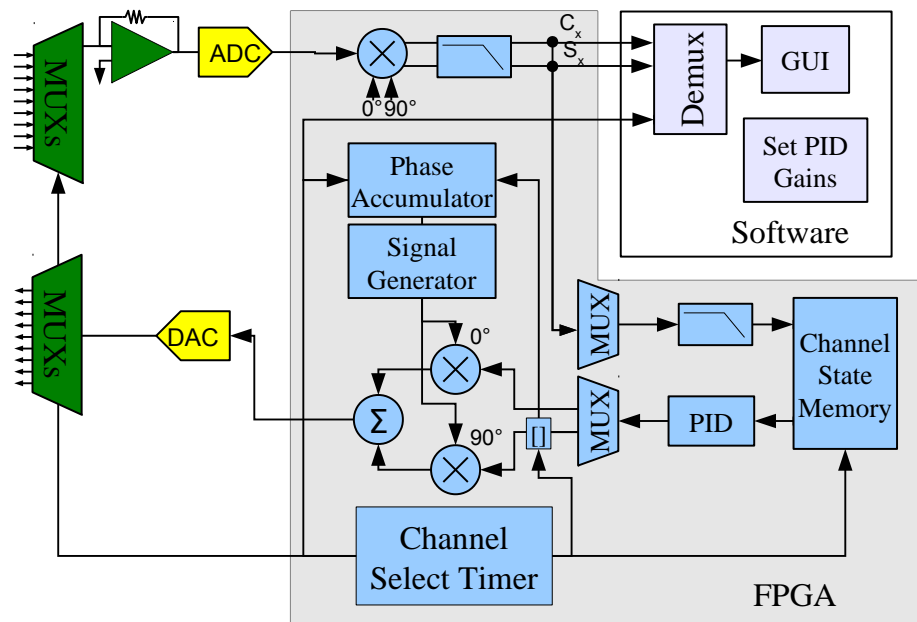 MUXs
ADC
0° 90°
Cx
Sx
Demux
GUI
Set PID
Gains
Software
Phase
Accumulator
Signal
Generator
MUXs
DAC
0°
90°
Σ
[]
MUX
MUX
PID
Channel
State
Memory
Channel
Select Timer
FPGA